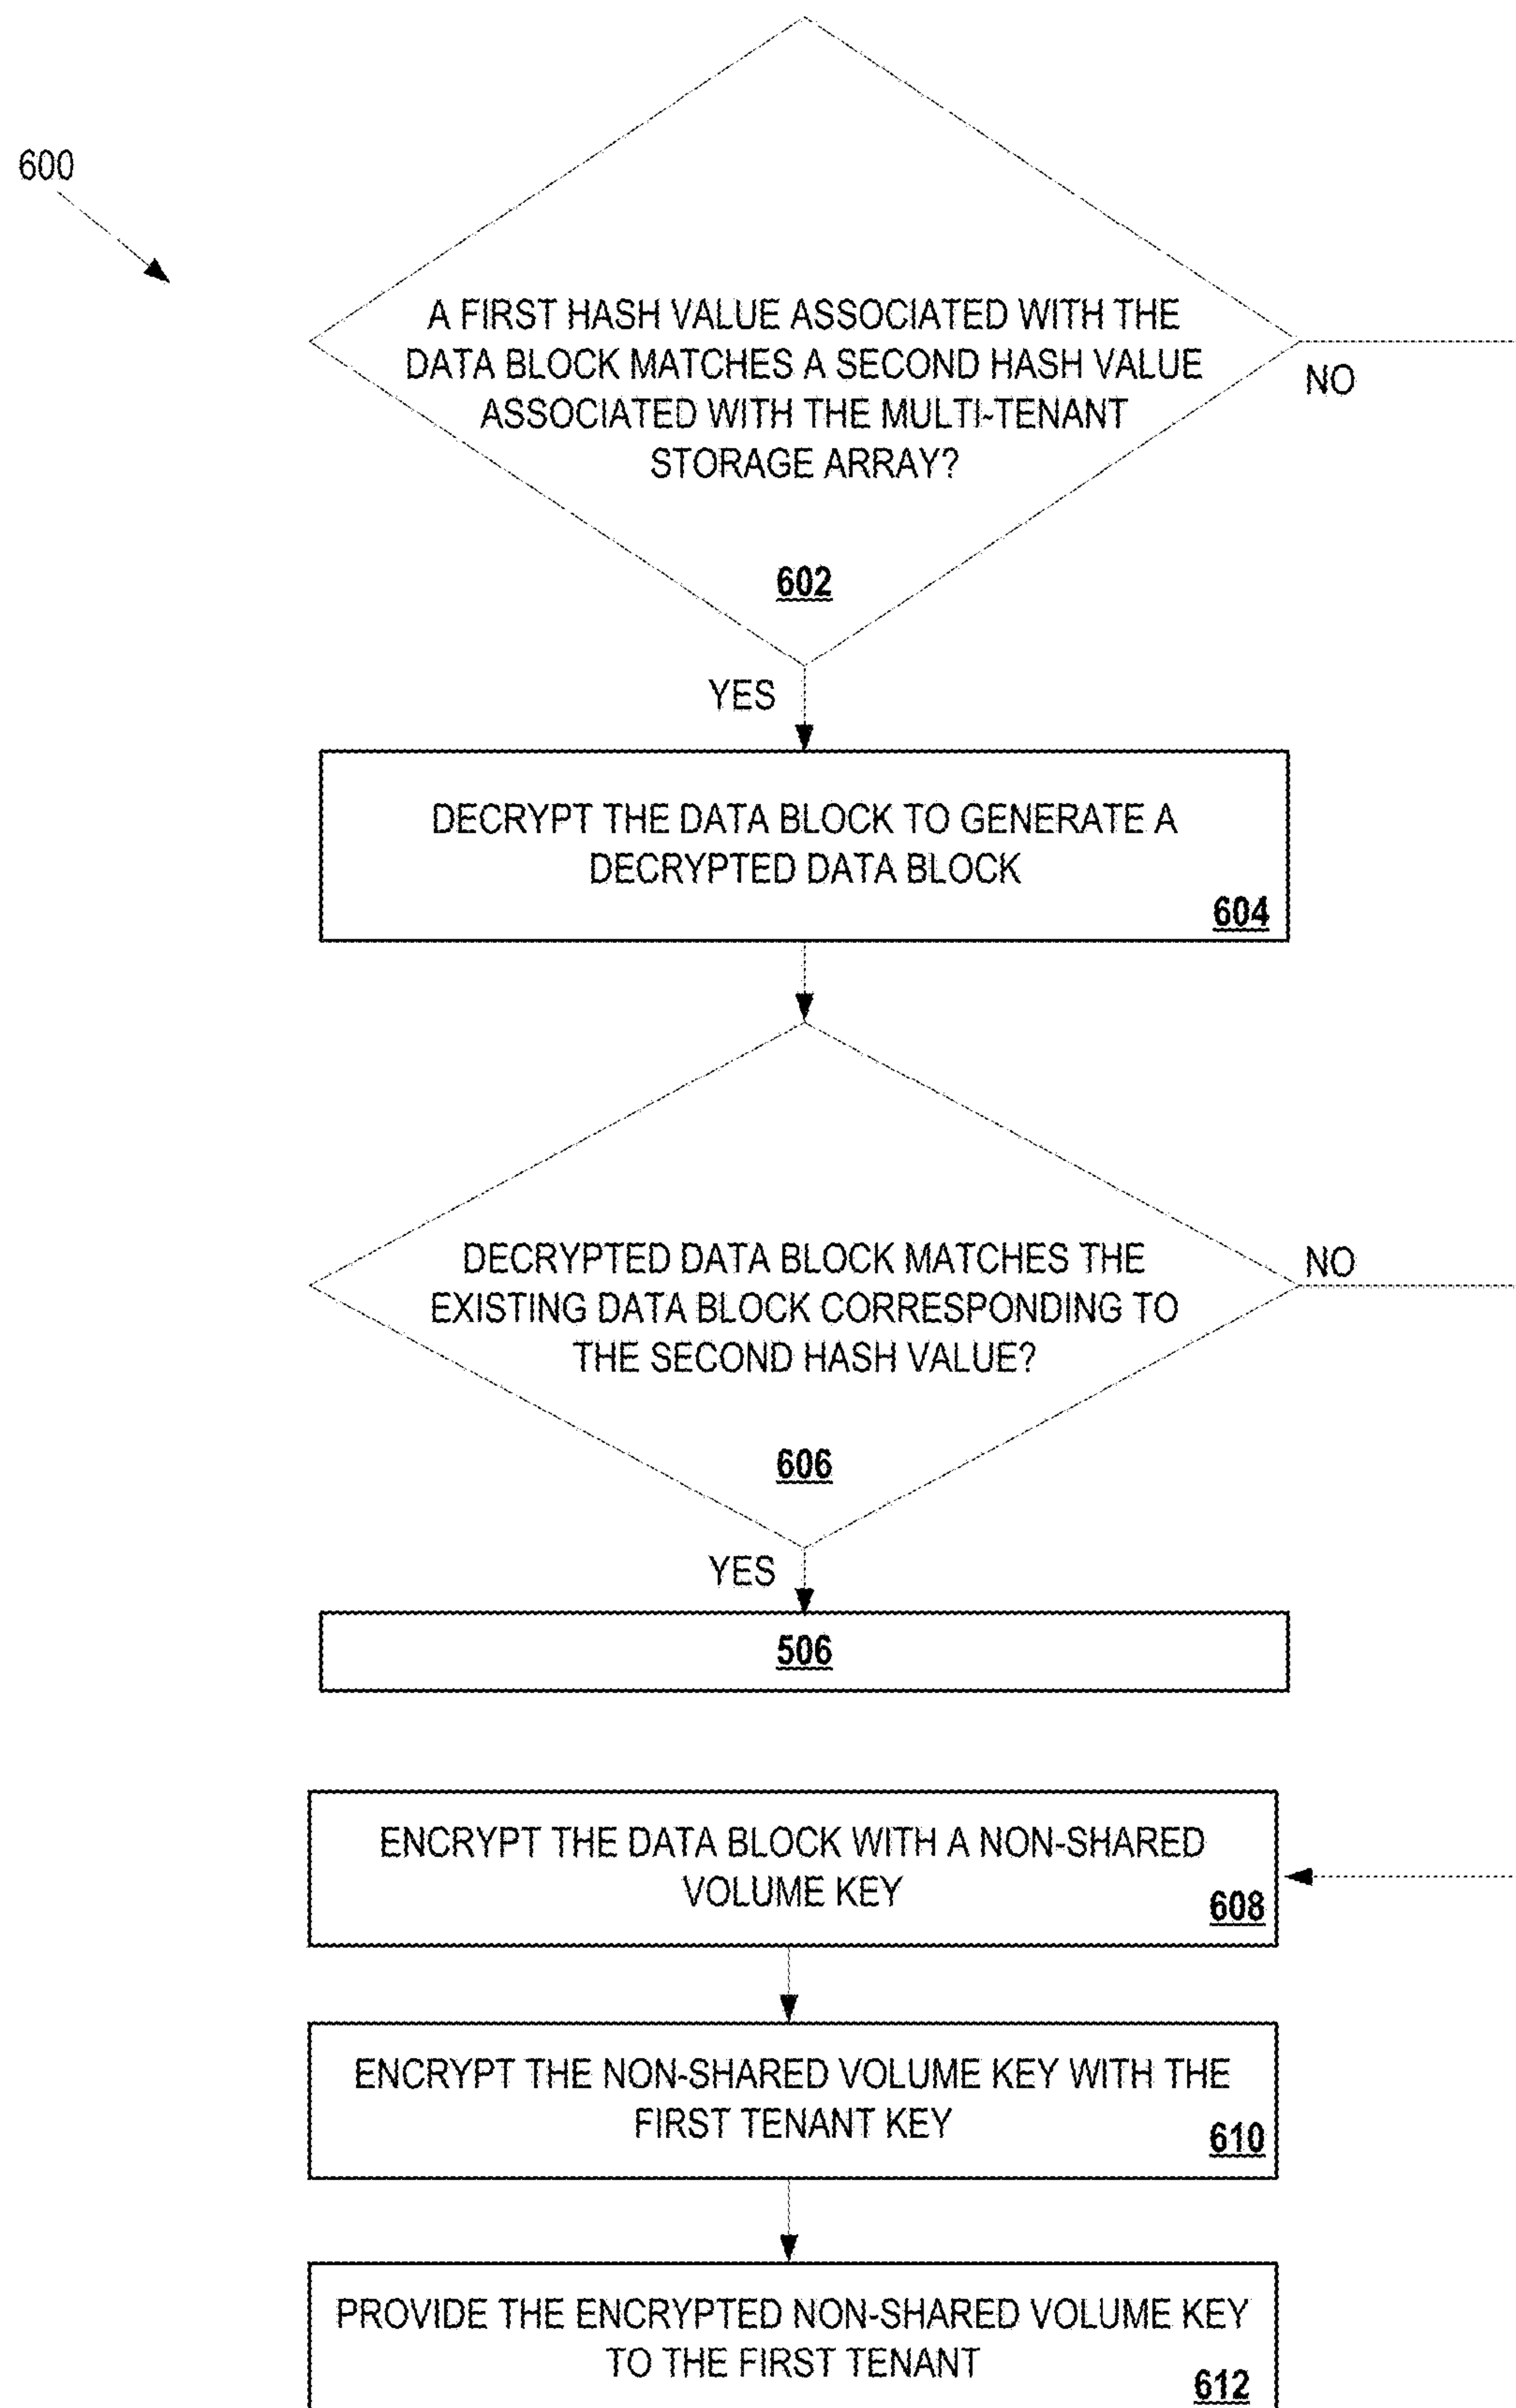 600
A FIRST HASH VALUE ASSOCIATED WITH THE
DATA BLOCK MATCHES A SECOND HASH VALUE
ASSOCIATED WITH THE MULTI-TENANT
STORAGE ARRAY?
NO
602
YES
DECRYPT THE DATA BLOCK TO GENERATE A
DECRYPTED DATA BLOCK
604
DECRYPTED DATA BLOCK MATCHES THE
EXISTING DATA BLOCK CORRESPONDING TO
THE SECOND HASH VALUE?
NO
606
YES
506
ENCRYPT THE DATA BLOCK WITH A NON-SHARED
VOLUME KEY
608
ENCRYPT THE NON-SHARED VOLUME KEY WITH THE
FIRST TENANT KEY
610
PROVIDE THE ENCRYPTED NON-SHARED VOLUME KEY
TO THE FIRST TENANT
612